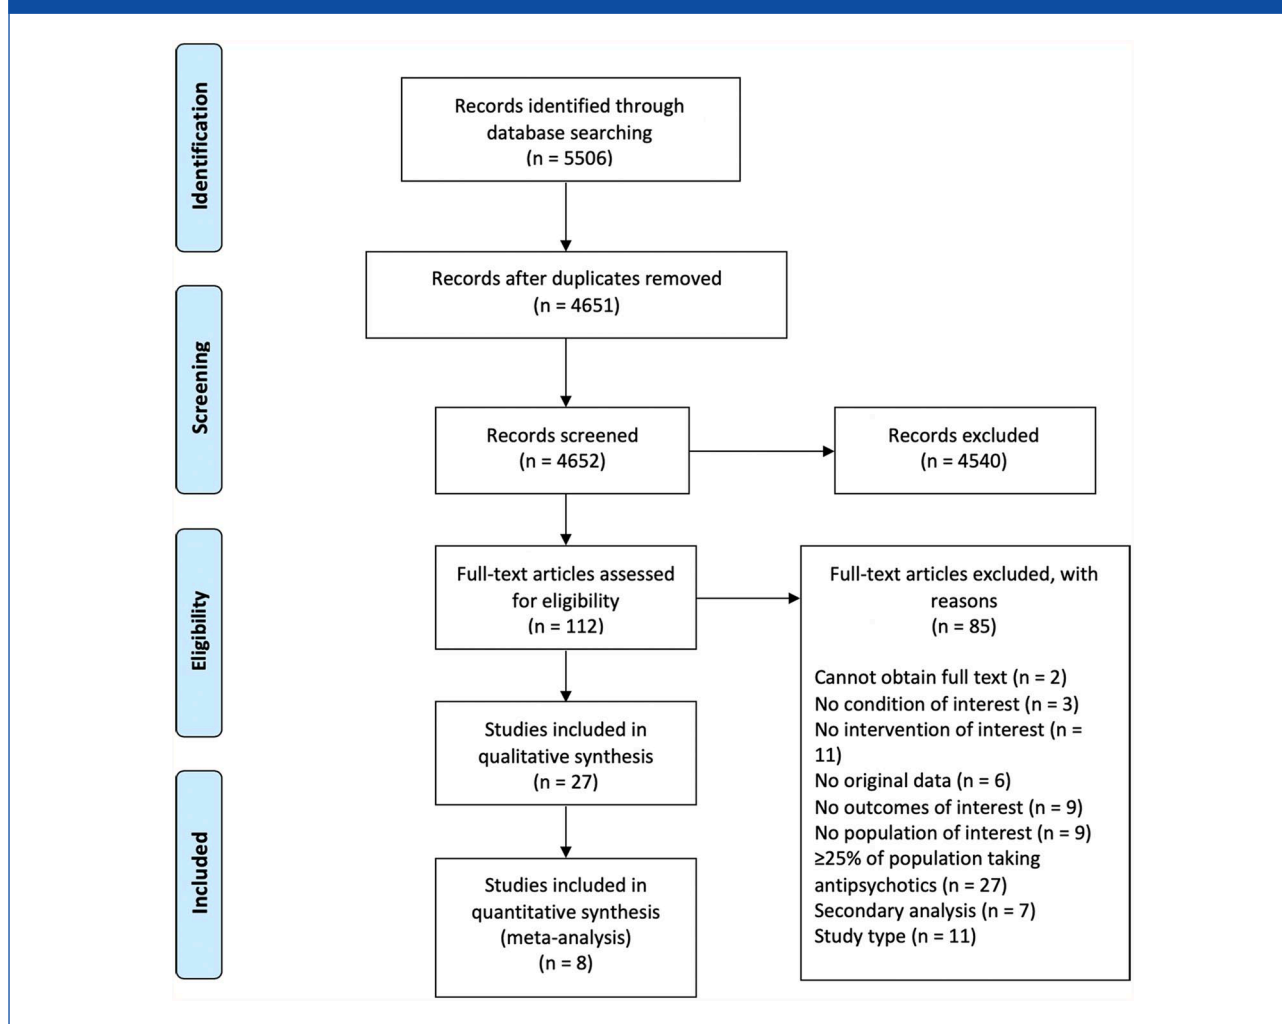 Identification
Records identified through
database searching
(n = 5506)
Records after duplicates removed
(n = 4651)
Screening
Records screened
(n = 4652)
Records excluded
(n = 4540)
Eligibility
Full-text articles assessed
for eligibility
(n = 112)
Full-text articles excluded, with
reasons
(n = 85)
Cannot obtain full text (n = 2)
No condition of interest (n = 3)
No intervention of interest (n =
11)
No original data (n = 6)
No outcomes of interest (n = 9)
No population of interest (n = 9)
≥25% of population taking
antipsychotics (n = 27)
Secondary analysis (n = 7)
Study type (n = 11)
Studies included in
qualitative synthesis
(n = 27)
Included
Studies included in
quantitative synthesis
(meta-analysis)
(n = 8)